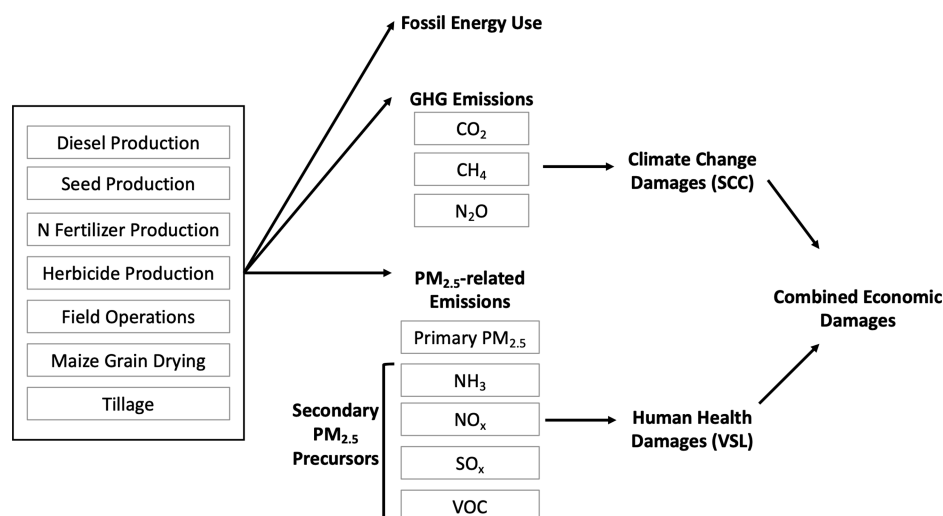 Fossil Energy Use
GHG Emissions
CO₂
CH₄
N₂O
Diesel Production
Seed Production
N Fertilizer Production
Herbicide Production
Field Operations
Maize Grain Drying
Tillage
PM₂.₅-related
Emissions
Primary PM₂.₅
Secondary
PM₂.₅
Precursors
NH₃
NOₓ
SOₓ
VOC
Climate Change
Damages (SCC)
Human Health
Damages (VSL)
Combined Economic
Damages